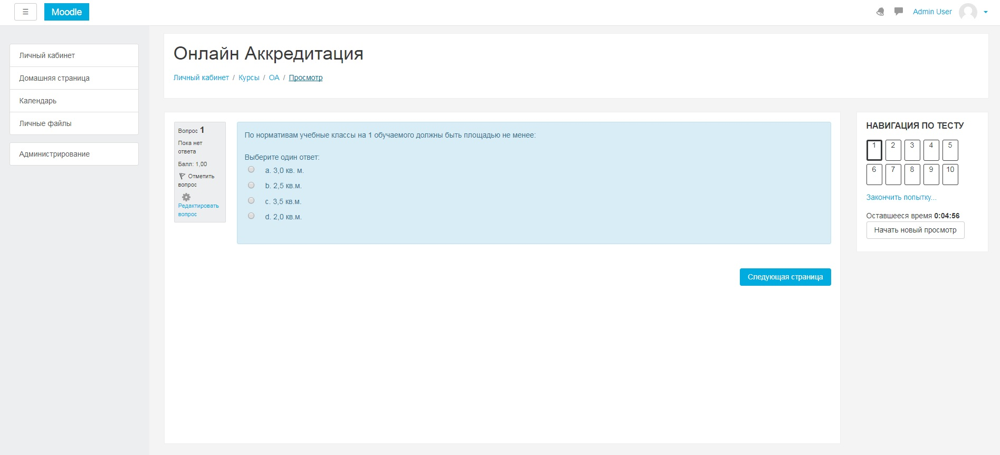 ☰ Moodle Admin User
Личный кабинет
Домашняя страница
Календарь
Личные файлы
Администрирование
Онлайн Аккредитация
Личный кабинет / Курсы / ОА / Просмотр
Вопрос 1
Пока нет
ответа
Балл: 1,00
Отметить
вопрос
Редактировать
вопрос
По нормативам учебные классы на 1 обучаемого должны быть площадью не менее:
Выберите один ответ:
a. 3,0 кв. м.
b. 2,5 кв.м.
c. 3,5 кв.м.
d. 2,0 кв.м.
Следующая страница
НАВИГАЦИЯ ПО ТЕСТУ
1 2 3 4 5
6 7 8 9 10
Закончить попытку...
Оставшееся время 0:04:56
Начать новый просмотр